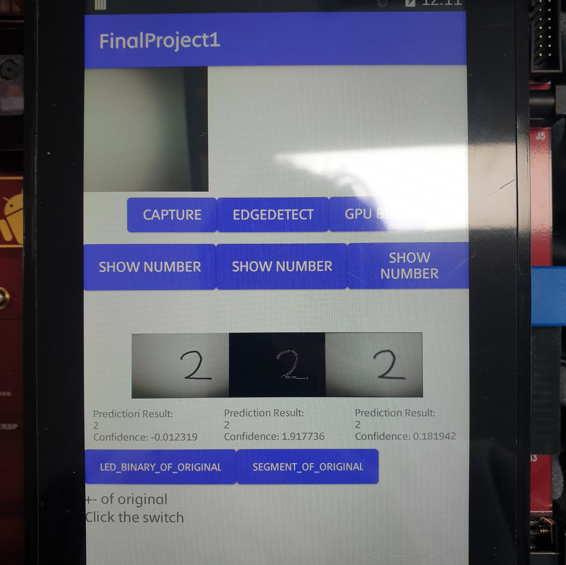 12:11
FinalProject1
CAPTURE
EDGEDETECT
GPU
SHOW NUMBER
SHOW NUMBER
SHOW
NUMBER
2
2
2
Prediction Result:
2
Confidence: -0.012319
Prediction Result:
2
Confidence: 1.917736
Prediction Result:
2
Confidence: 0.181942
LED_BINARY_OF_ORIGINAL
SEGMENT_OF_ORIGINAL
+- of original
Click the switch
J5